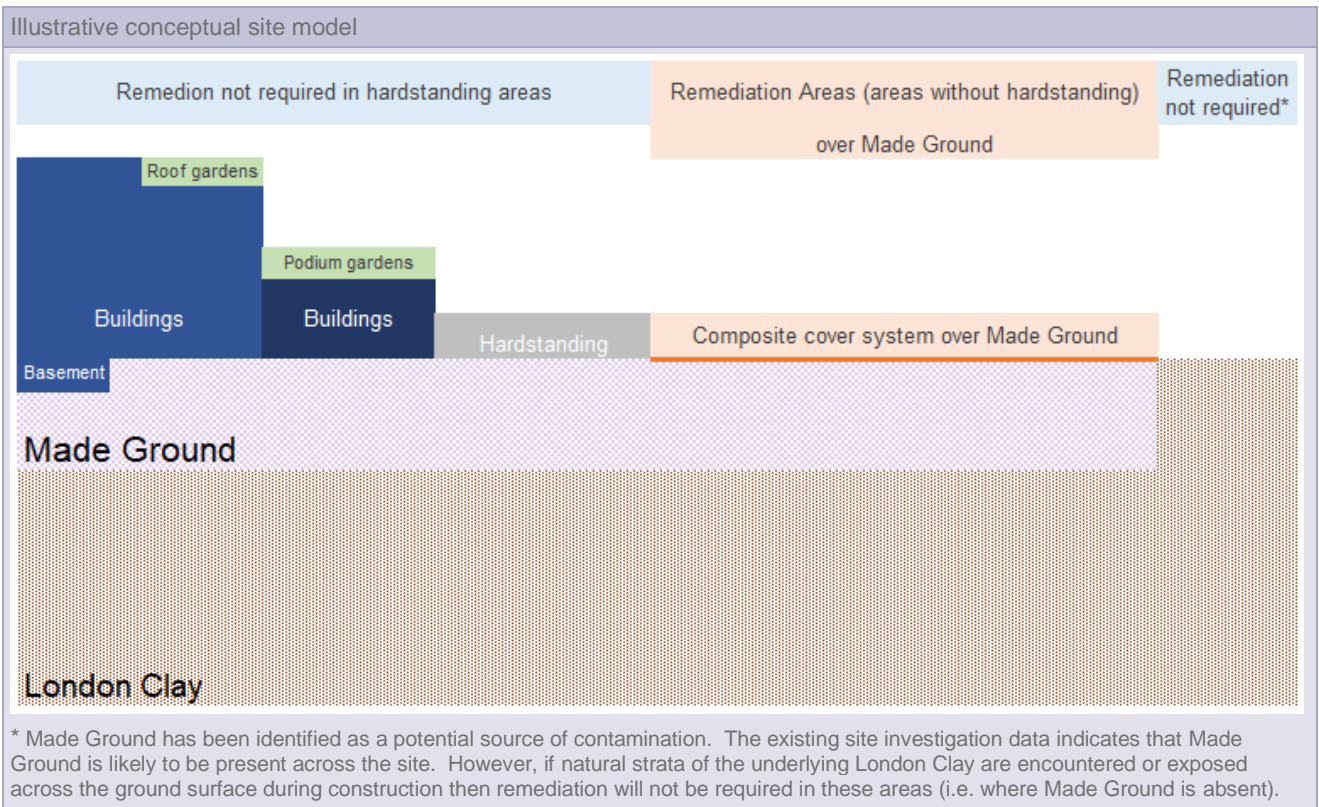 Illustrative conceptual site model
Remedion not required in hardstanding areas
Remediation Areas (areas without hardstanding)
over Made Ground
Remediation
not required*
Roof gardens
Podium gardens
Buildings
Buildings
Hardstanding
Composite cover system over Made Ground
Basement
Made Ground
London Clay
* Made Ground has been identified as a potential source of contamination.  The existing site investigation data indicates that Made
Ground is likely to be present across the site.  However, if natural strata of the underlying London Clay are encountered or exposed
across the ground surface during construction then remediation will not be required in these areas (i.e. where Made Ground is absent).